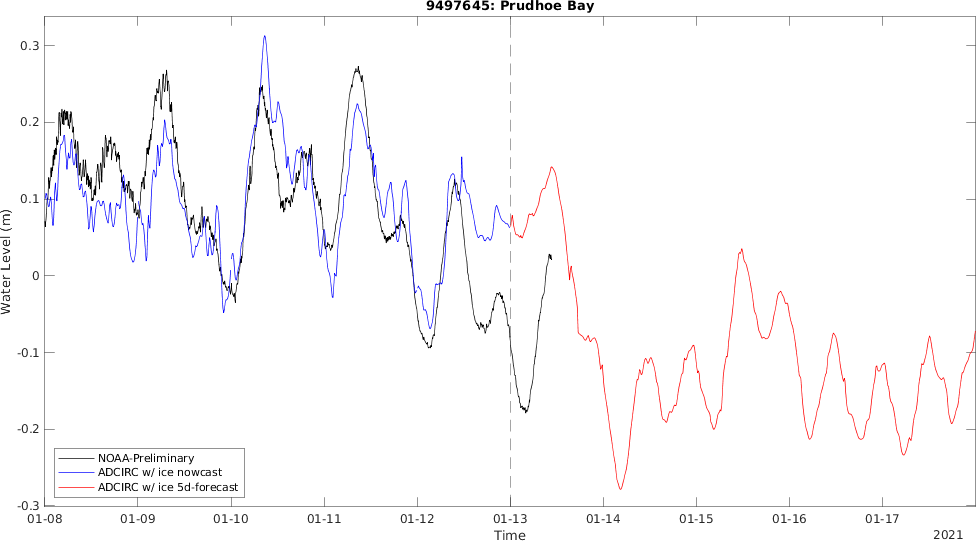 9497645: Prudhoe Bay
0.3
0.2
0.1
0
-0.1
-0.2
-0.3
Water Level (m)
NOAA-Preliminary
ADCIRC w/ ice nowcast
ADCIRC w/ ice 5d-forecast
01-08 01-09 01-10 01-11 01-12 01-13 01-14 01-15 01-16 01-17
Time
2021